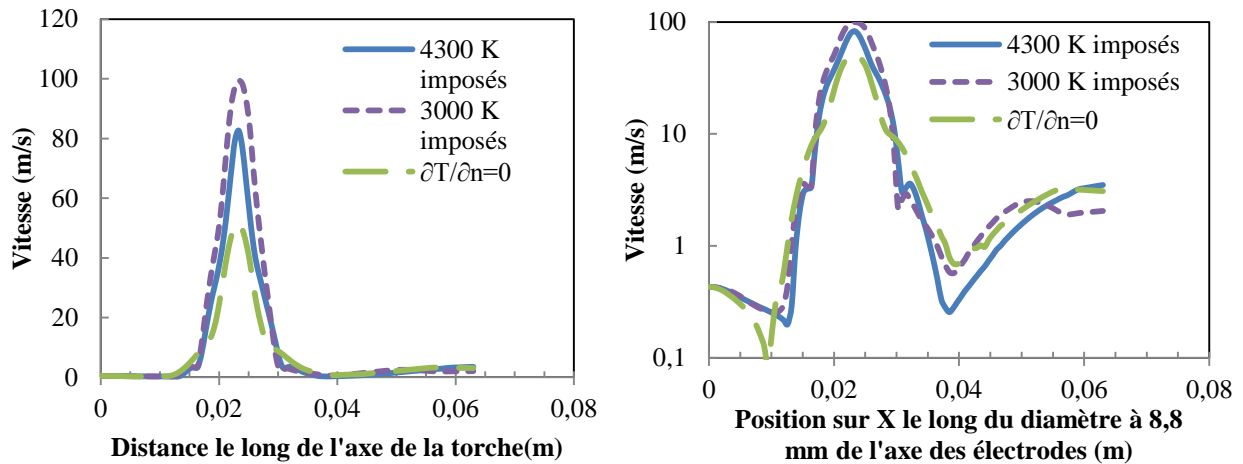 120
100
80
60
40
20
0
Vitesse (m/s)
0
0,02
0,04
0,06
0,08
Distance le long de l'axe de la torche(m)
4300 K
imposés
3000 K
imposés
∂T/∂n=0
100
10
1
0.1
Vitesse (m/s)
0
0,02
0,04
0,06
0,08
Position sur X le long du diamètre à 8,8
mm de l'axe des électrodes (m)
4300 K imposés
3000 K imposés
∂T/∂n=0